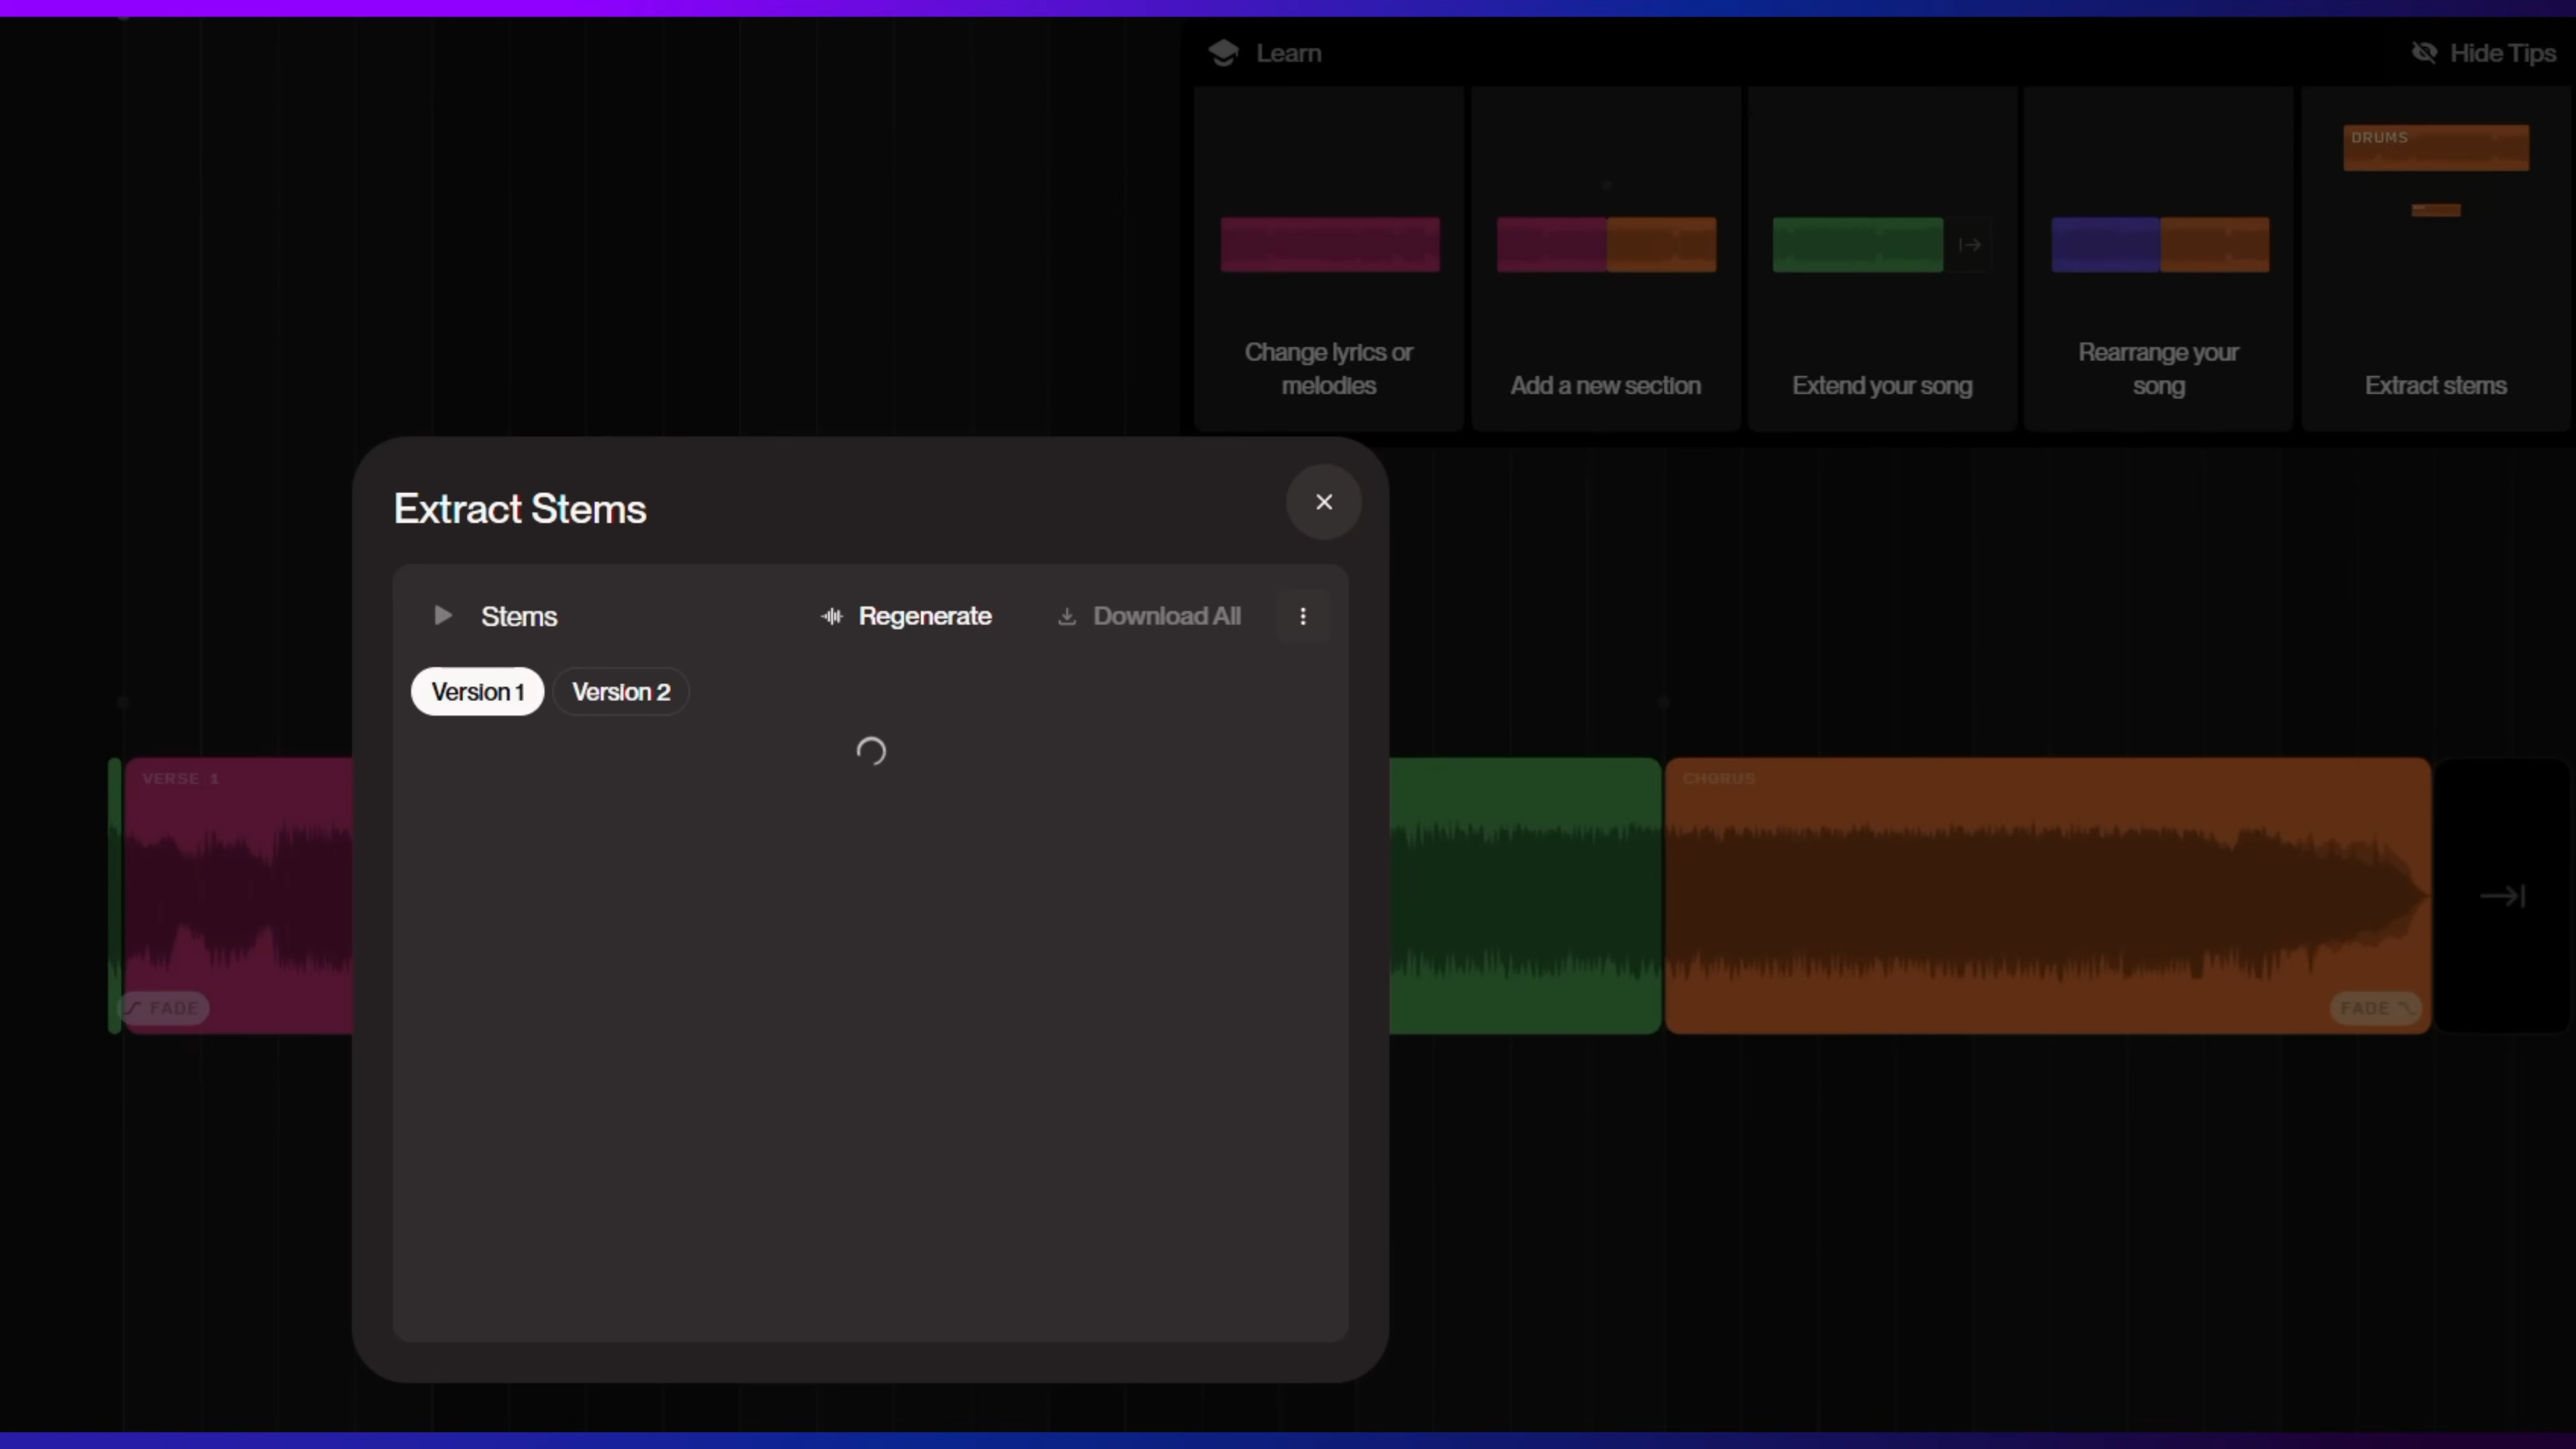 Learn
Hide Tips
DRUMS
Change lyrics or
melodies
Add a new section
Extend your song
Rearrange your
song
Extract stems
Extract Stems
Stems
Regenerate
Download All
Version 1
Version 2
VERSE 1
CHORUS
FADE
FADE